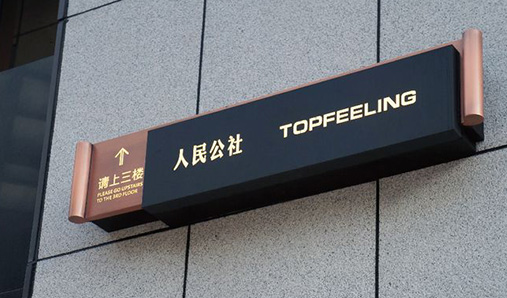 请上三楼
PLEASE GO UPSTAIRS
TO THE 3RD FLOOR
人民公社
TOPFEELING